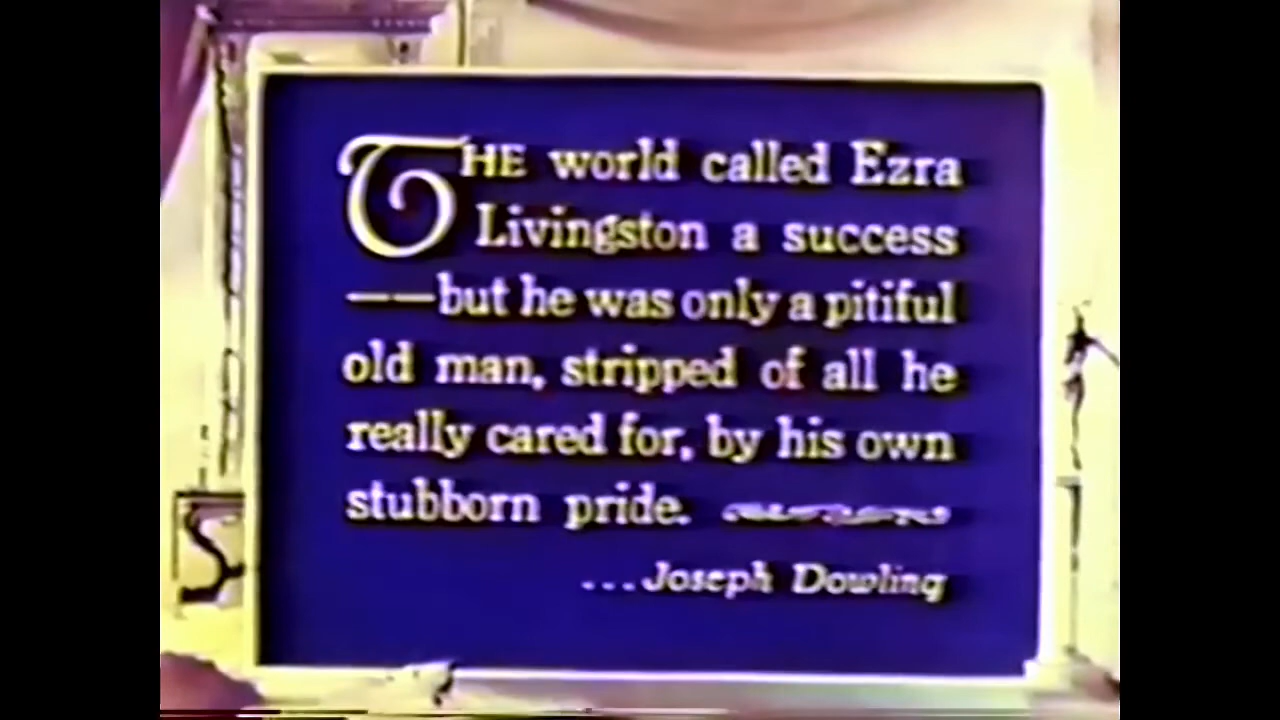 THE world called Ezra
Livingston a success
——but he was only a pitiful
old man, stripped of all he
really cared for, by his own
stubborn pride.
...Joseph Dowling